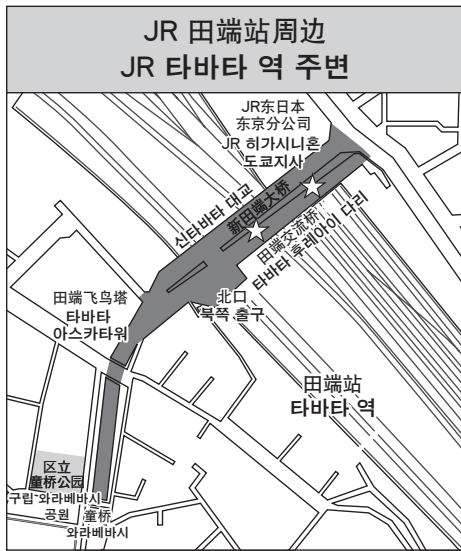 JR 田端站周边
JR 타바타 역 주변
JR东日本
东京分公司
JR 히가시니혼
도쿄지사
신타바타 대교
新田端大桥
田端交流桥
타바타 후레아이 다리
北口
북쪽 출구
田端飞鸟塔
타바타
아스카타워
田端站
타바타 역
区立
童桥公园
구립 와라베바시
공원
童桥
와라베바시